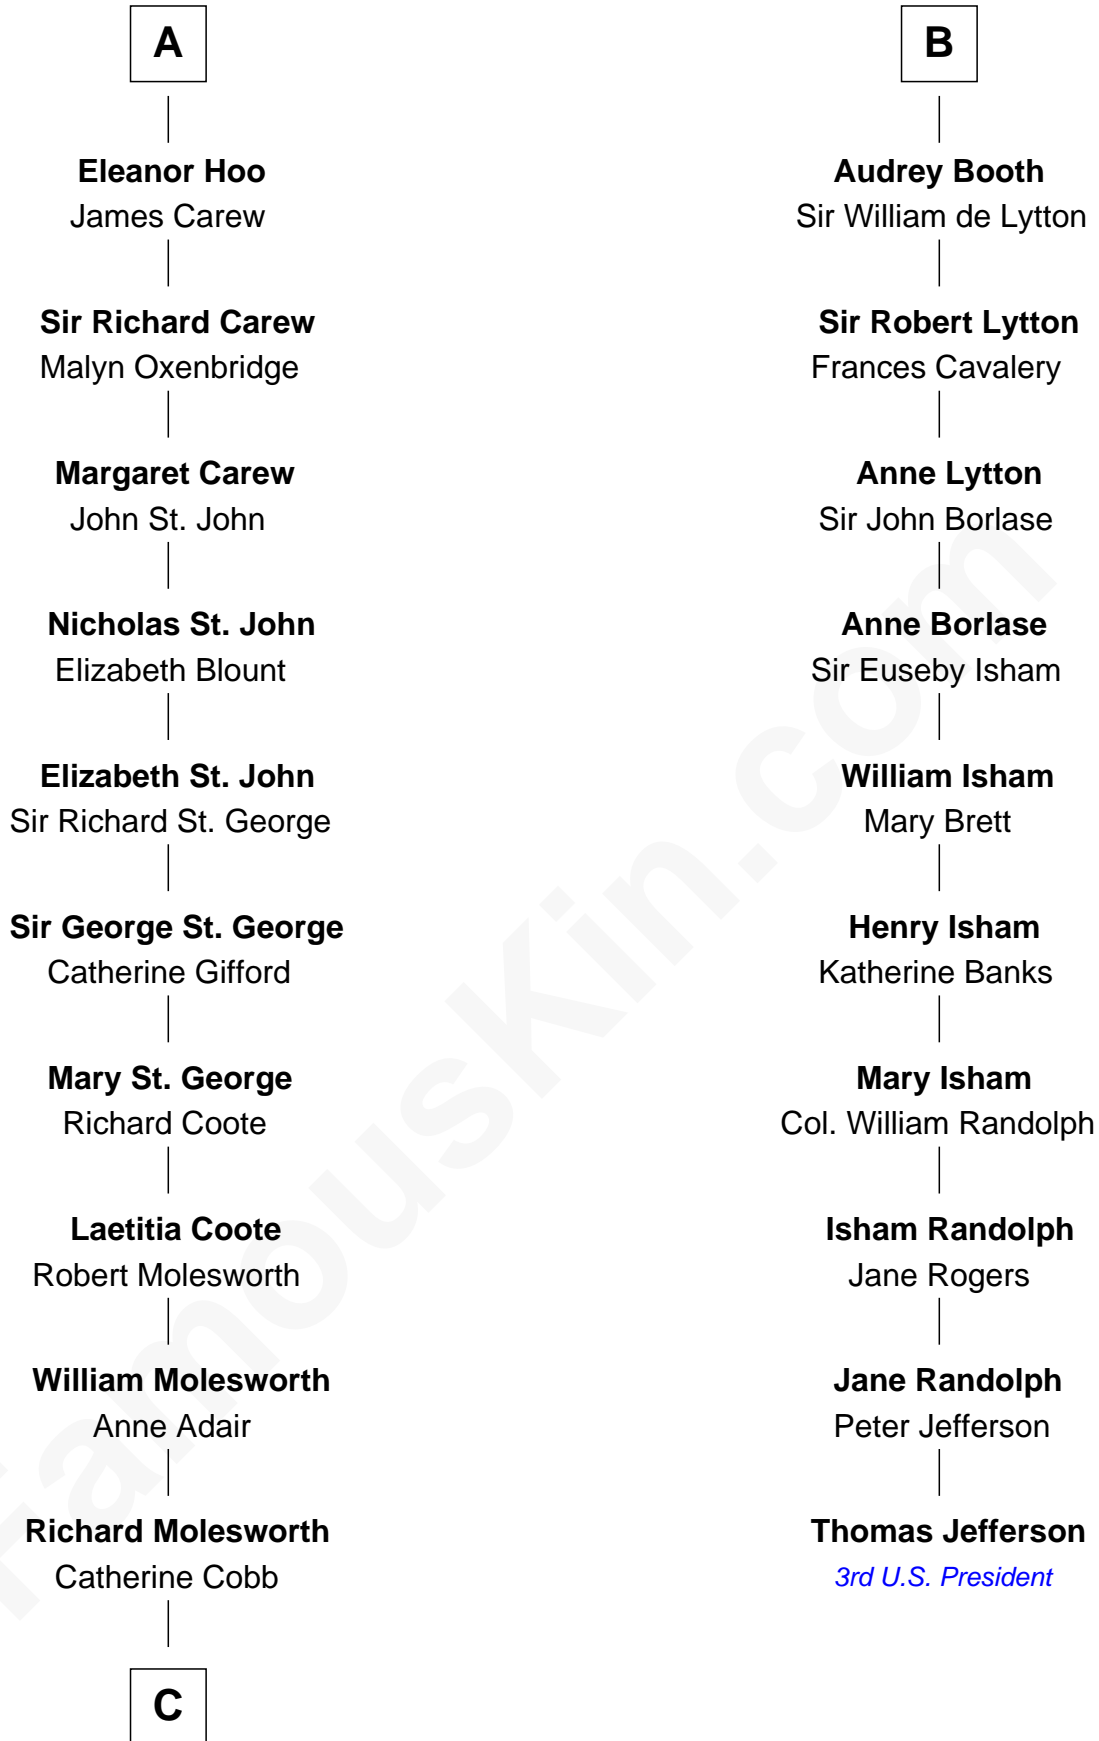 A
Eleanor Hoo
James Carew
Sir Richard Carew
Malyn Oxenbridge
Margaret Carew
John St. John
Nicholas St. John
Elizabeth Blount
Elizabeth St. John
Sir Richard St. George
Sir George St. George
Catherine Gifford
Mary St. George
Richard Coote
Laetitia Coote
Robert Molesworth
William Molesworth
Anne Adair
Richard Molesworth
Catherine Cobb
C
B
Audrey Booth
Sir William de Lytton
Sir Robert Lytton
Frances Cavalery
Anne Lytton
Sir John Borlase
Anne Borlase
Sir Euseby Isham
William Isham
Mary Brett
Henry Isham
Katherine Banks
Mary Isham
Col. William Randolph
Isham Randolph
Jane Rogers
Jane Randolph
Peter Jefferson
Thomas Jefferson
3rd U.S. President
FamousKin.com